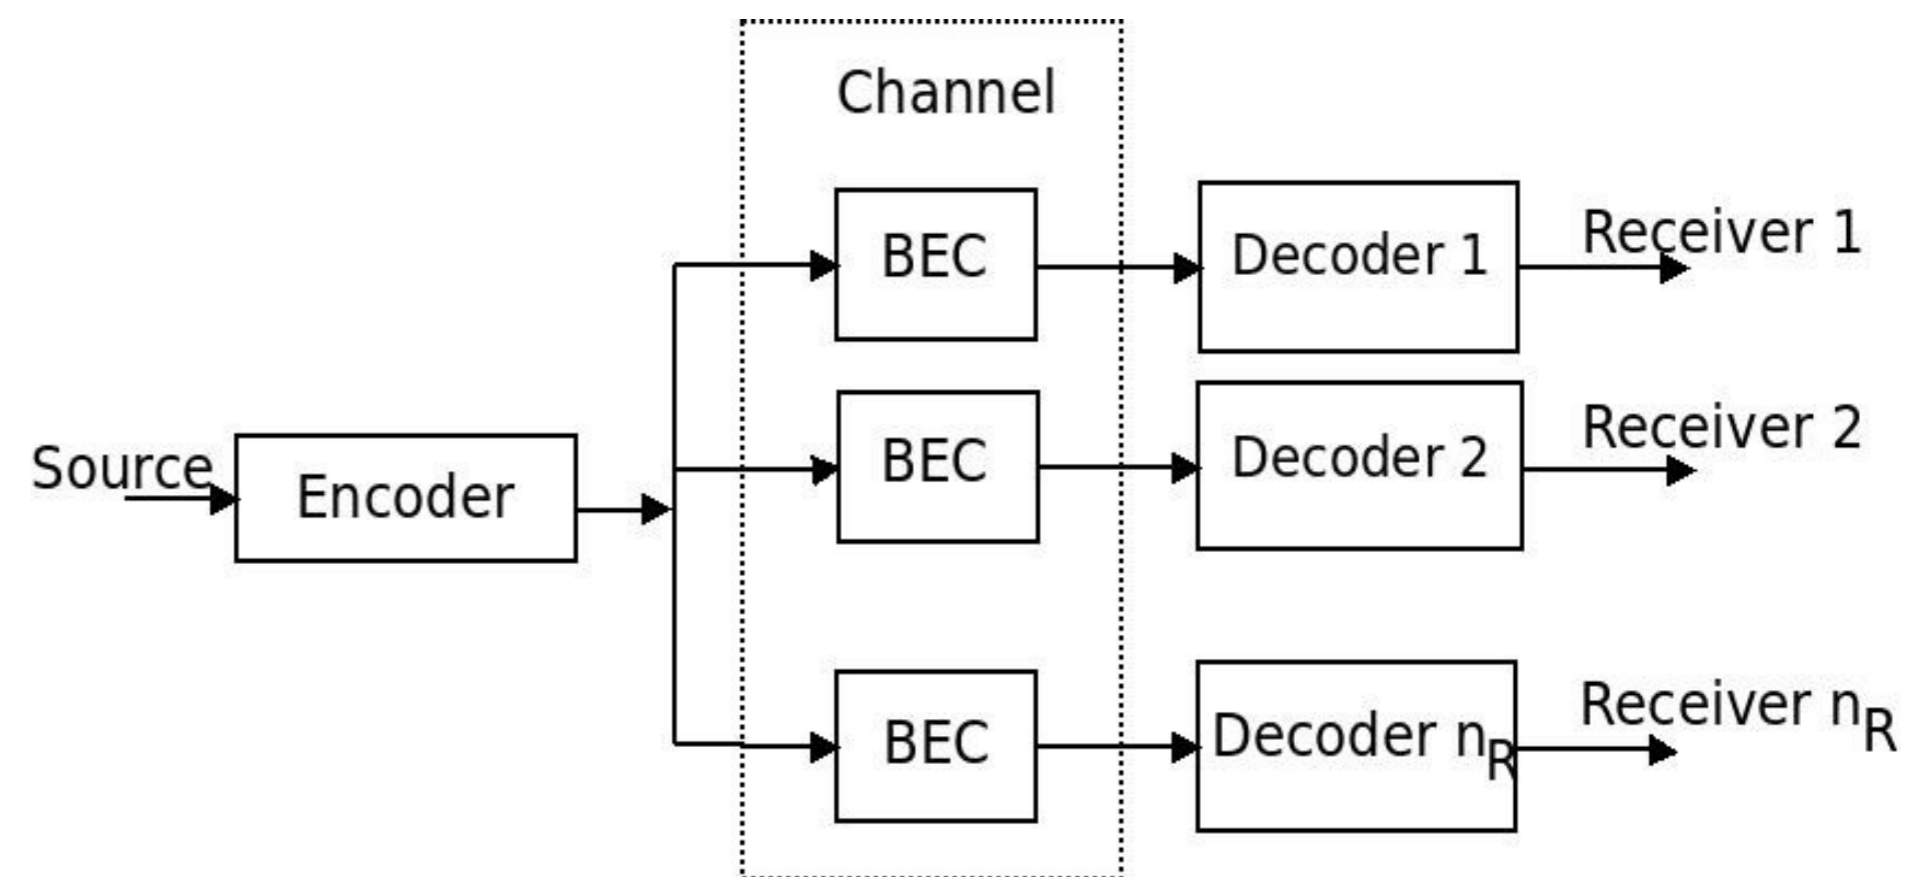 Channel
BEC
Decoder 1
Receiver 1
BEC
Decoder 2
Receiver 2
Source
Encoder
BEC
Decoder nR
Receiver nR